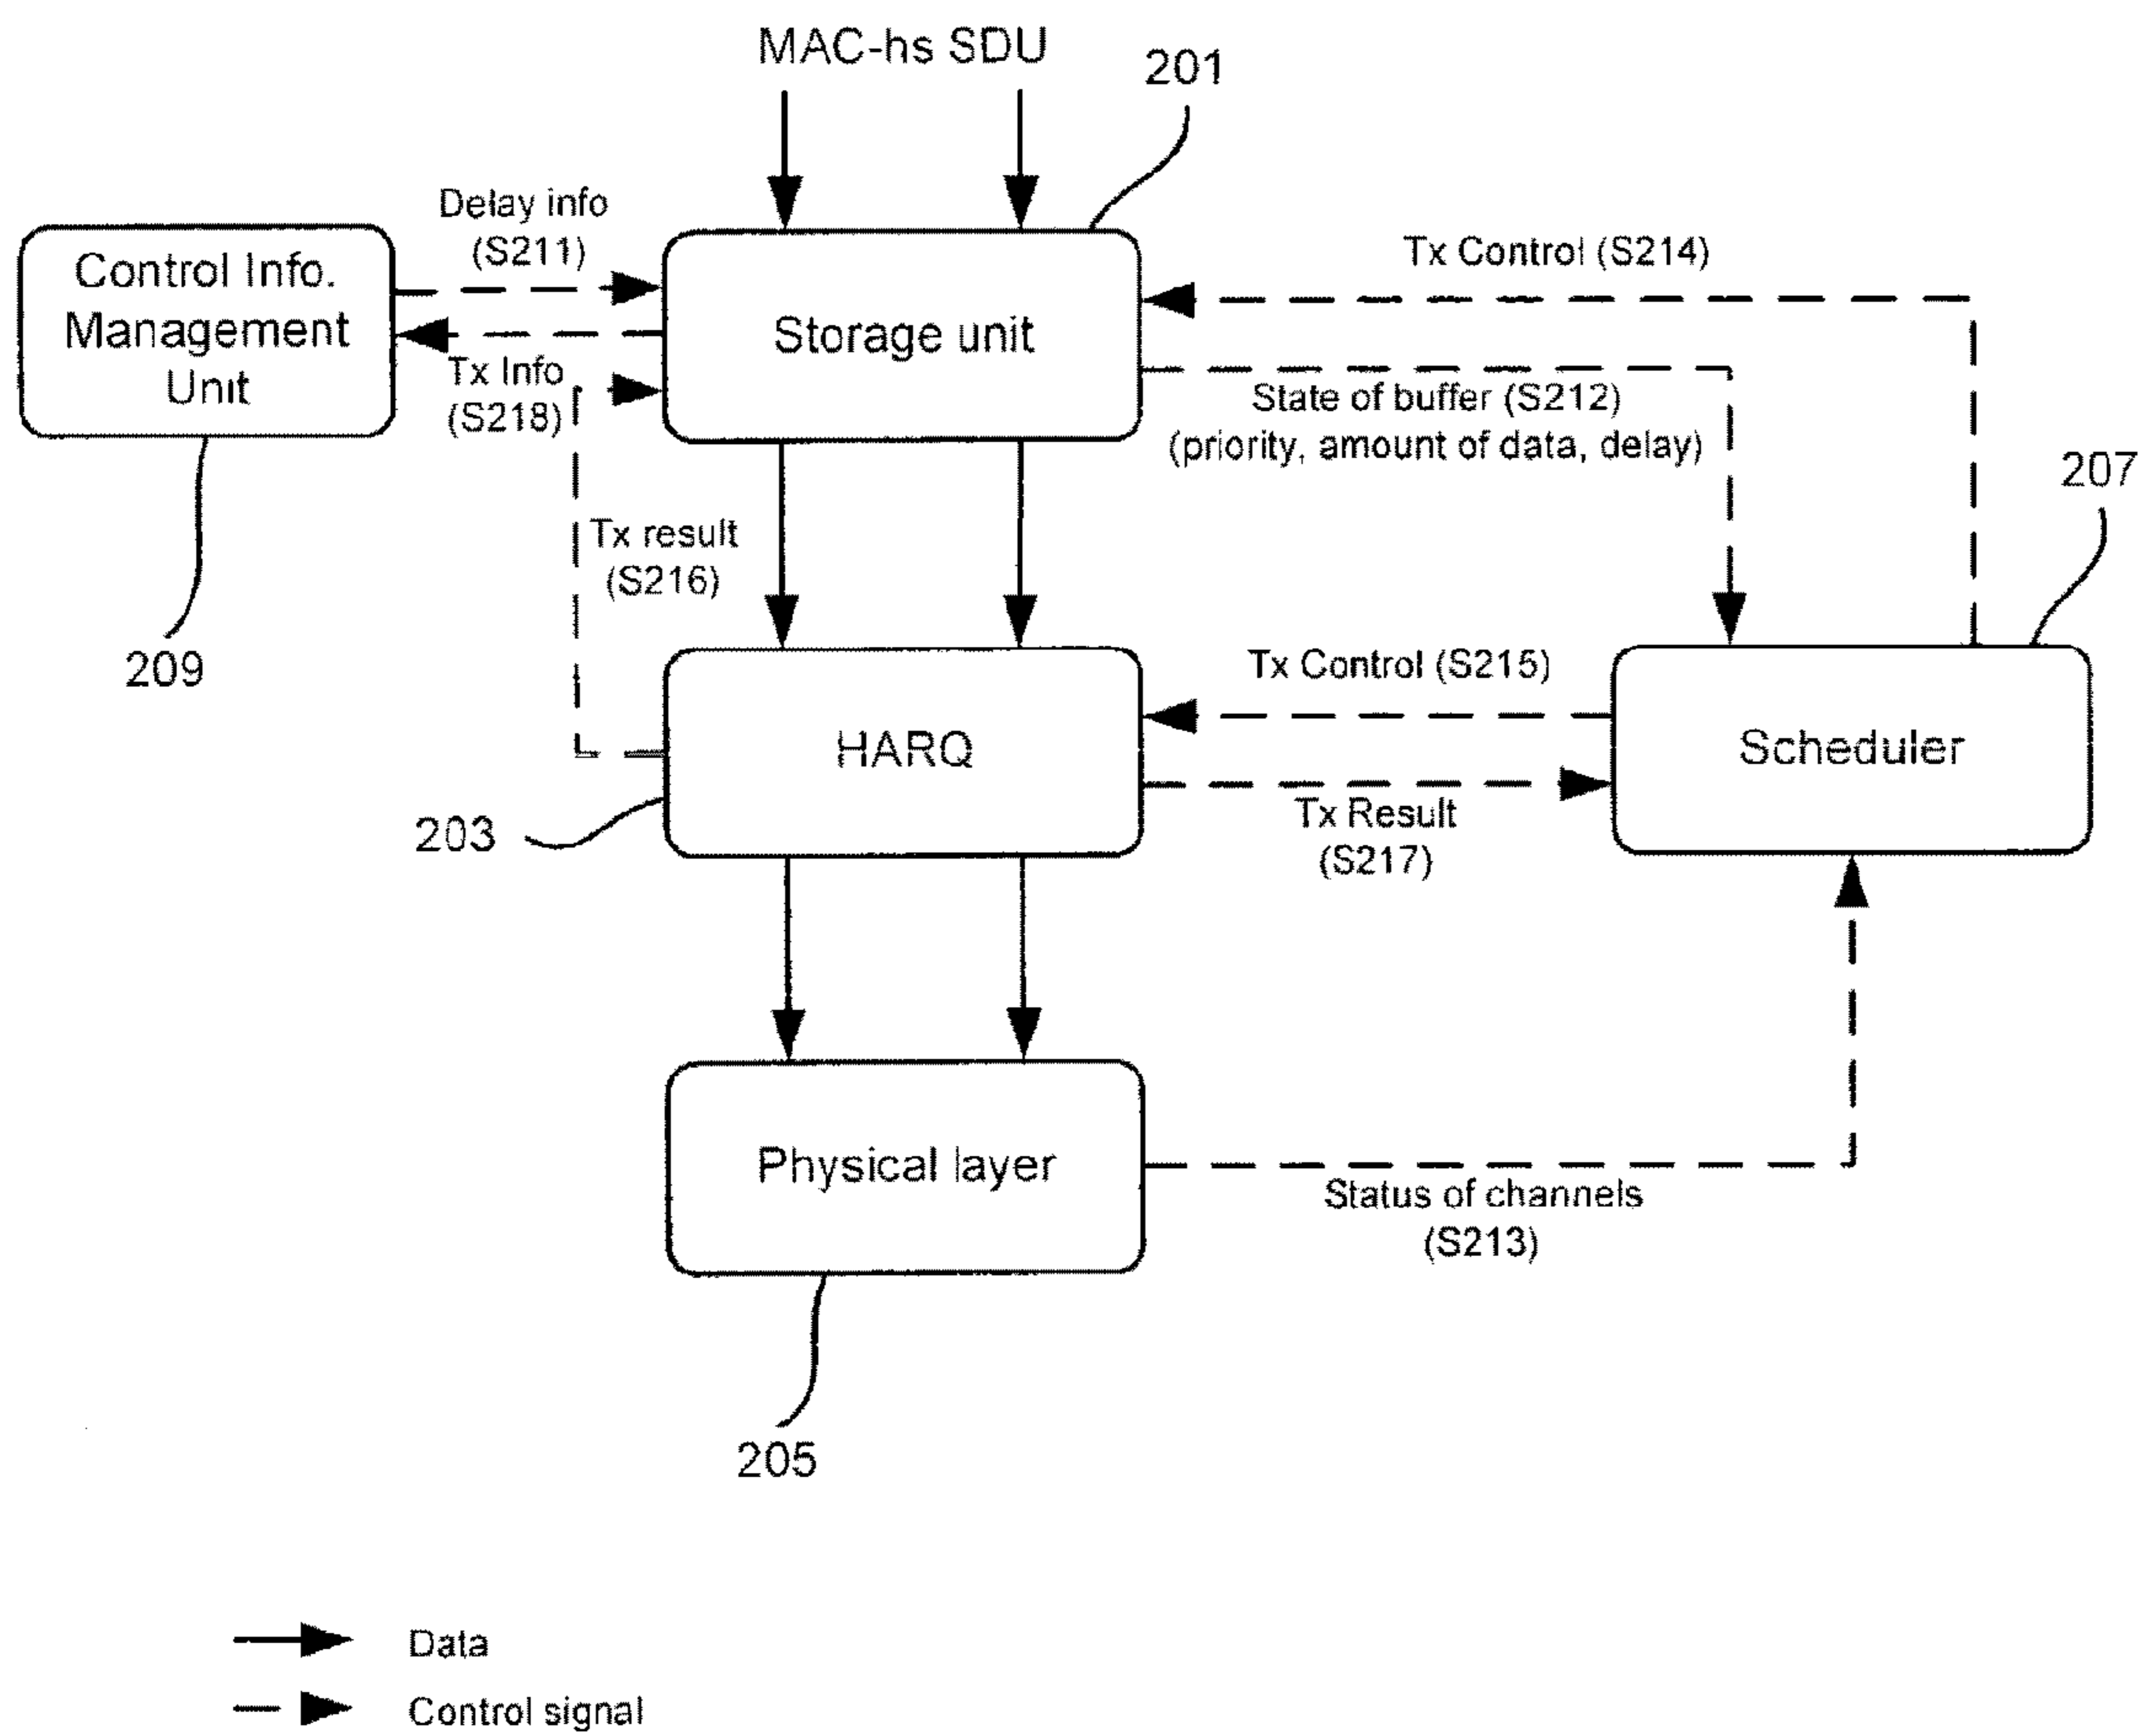 MAC-hs SDU
201
Delay info
(S211)
Control Info.
Management
Unit
Storage unit
Tx Control (S214)
Tx Info
(S218)
State of buffer (S212)
(priority, amount of data, delay)
207
Tx result
(S216)
209
Tx Control (S215)
HARQ
Scheduler
203
Tx Result
(S217)
Physical layer
Status of channels
(S213)
205
Data
Control signal